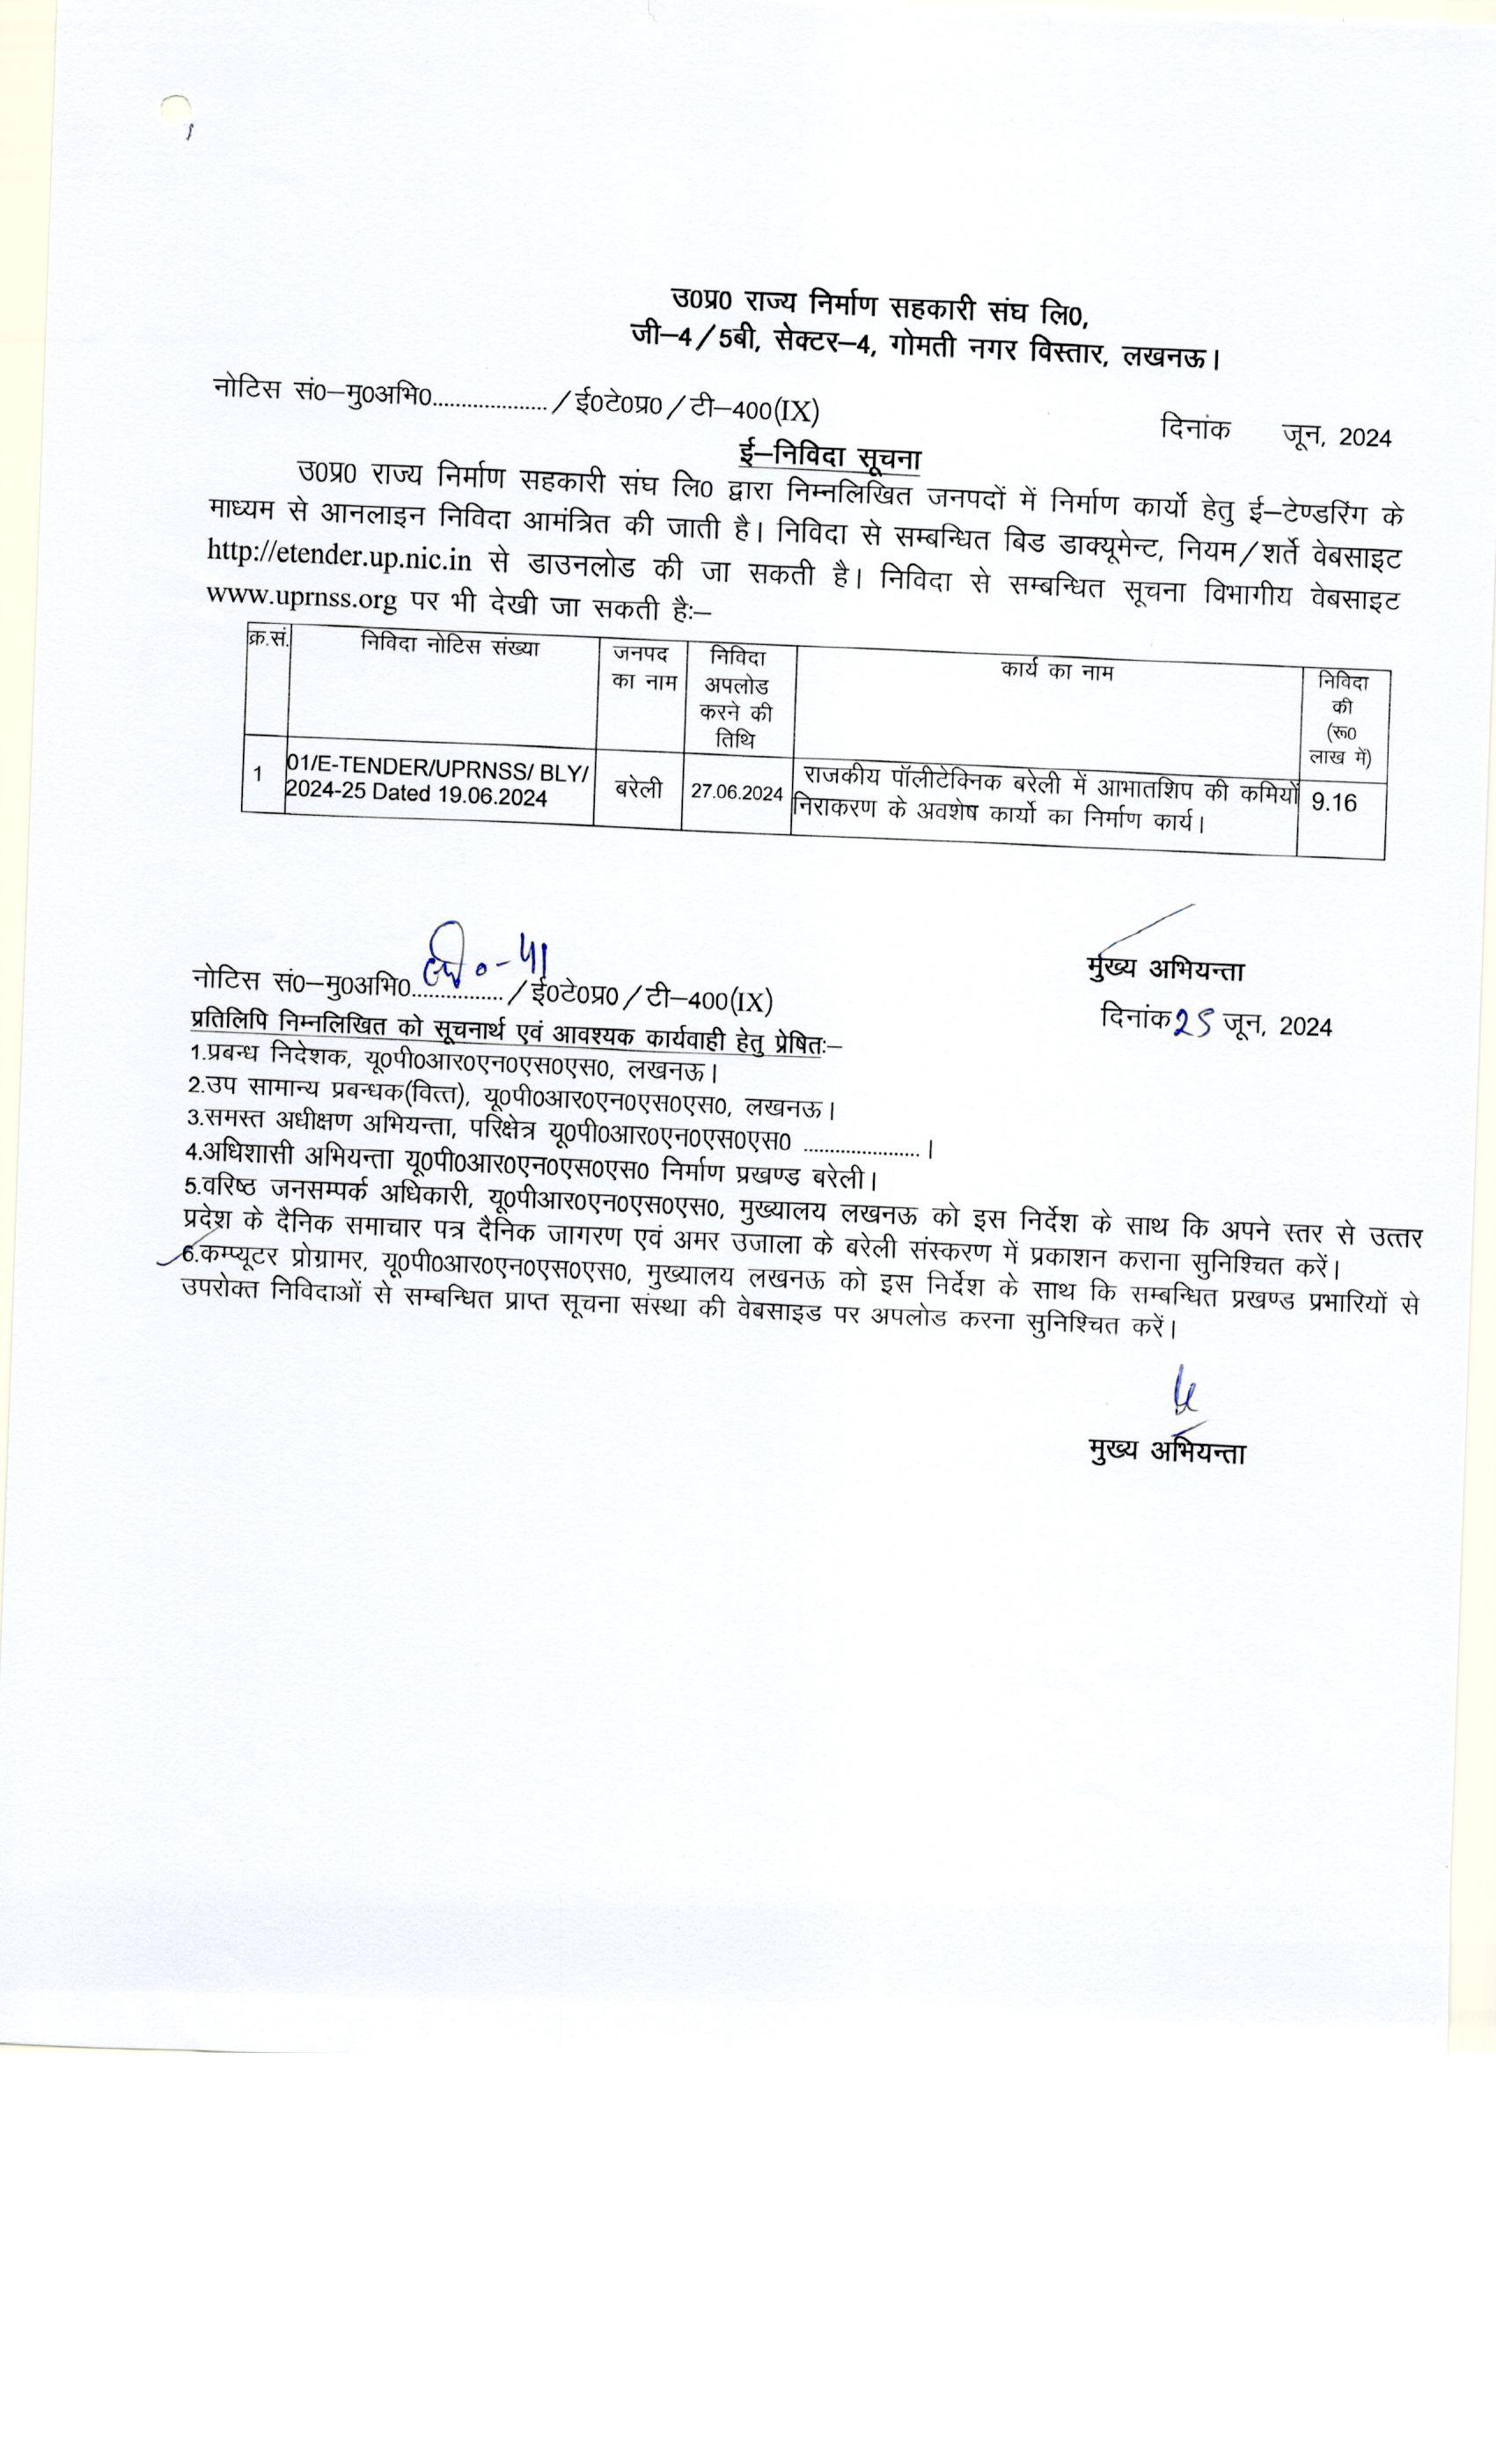 उ0प्र0 राज्य निर्माण सहकारी संघ लि0,
जी–4/5बी, सेक्टर–4, गोमती नगर विस्तार, लखनऊ।
नोटिस सं0–मु0अभि0.................../ई0टे0प्र0/टी–400(IX) दिनांक जून, 2024
ई–निविदा सूचना
उ0प्र0 राज्य निर्माण सहकारी संघ लि0 द्वारा निम्नलिखित जनपदों में निर्माण कार्यो हेतु ई–टेण्डरिंग के
माध्यम से आनलाइन निविदा आमंत्रित की जाती है। निविदा से सम्बन्धित बिड डाक्यूमेन्ट, नियम/शर्ते वेबसाइट
http://etender.up.nic.in से डाउनलोड की जा सकती है। निविदा से सम्बन्धित सूचना विभागीय वेबसाइट
www.uprnss.org पर भी देखी जा सकती हैः–
क्र.सं. निविदा नोटिस संख्या जनपद निविदा कार्य का नाम निविदा
का नाम अपलोड की
करने की (रू0
तिथि लाख में)
1 01/E-TENDER/UPRNSS/ BLY/ बरेली 27.06.2024 राजकीय पॉलीटेक्निक बरेली में आभातशिप की कमियों 9.16
2024-25 Dated 19.06.2024 निराकरण के अवशेष कार्यो का निर्माण कार्य।
मुख्य अभियन्ता
नोटिस सं0–मु0अभि0.............../ई0टे0प्र0/टी–400(IX) दिनांक 25 जून, 2024
प्रतिलिपि निम्नलिखित को सूचनार्थ एवं आवश्यक कार्यवाही हेतु प्रेषितः–
1.प्रबन्ध निदेशक, यू0पी0आर0एन0एस0एस0, लखनऊ।
2.उप सामान्य प्रबन्धक(वित्त), यू0पी0आर0एन0एस0एस0, लखनऊ।
3.समस्त अधीक्षण अभियन्ता, परिक्षेत्र यू0पी0आर0एन0एस0एस0 .....................।
4.अधिशासी अभियन्ता यू0पी0आर0एन0एस0एस0 निर्माण प्रखण्ड बरेली।
5.वरिष्ठ जनसम्पर्क अधिकारी, यू0पीआर0एन0एस0एस0, मुख्यालय लखनऊ को इस निर्देश के साथ कि अपने स्तर से उत्तर
प्रदेश के दैनिक समाचार पत्र दैनिक जागरण एवं अमर उजाला के बरेली संस्करण में प्रकाशन कराना सुनिश्चित करें।
6.कम्प्यूटर प्रोग्रामर, यू0पी0आर0एन0एस0एस0, मुख्यालय लखनऊ को इस निर्देश के साथ कि सम्बन्धित प्रखण्ड प्रभारियों से
उपरोक्त निविदाओं से सम्बन्धित प्राप्त सूचना संस्था की वेबसाइड पर अपलोड करना सुनिश्चित करें।
मुख्य अभियन्ता